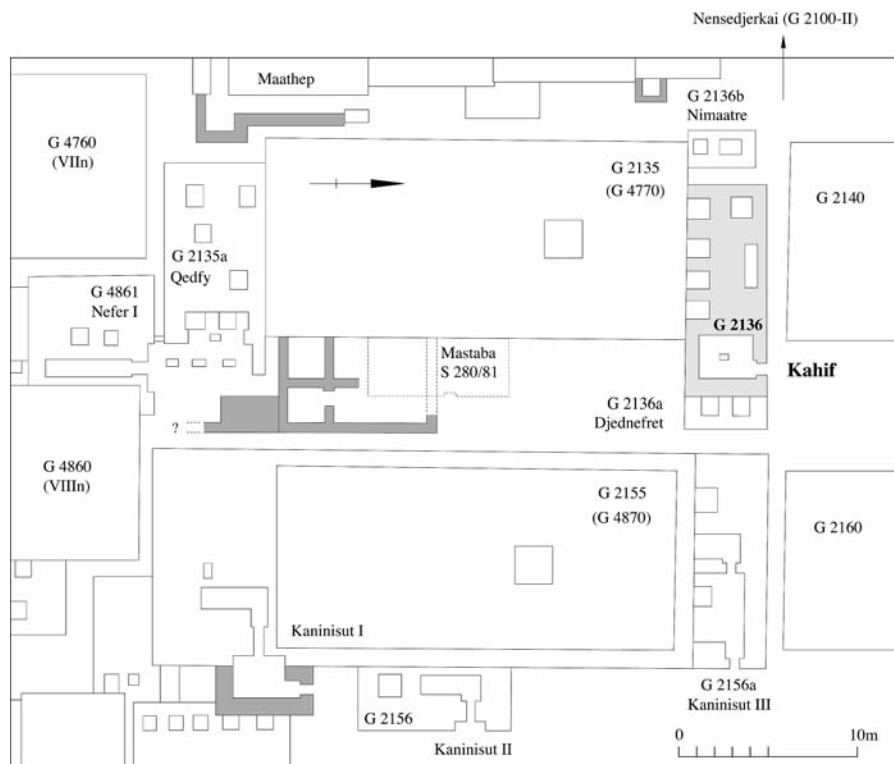 Nensedjerkai (G 2100-II)
Maathep
G 2136b
Nimaatre
G 4760
(VIIn)
G 2135
(G 4770)
G 2140
G 2135a
Qedfy
G 4861
Nefer I
G 2136
Mastaba
S 280/81
Kahif
G 2136a
Djednefret
?
G 4860
(VIIIn)
G 2155
(G 4870)
G 2160
Kaninisut I
G 2156a
Kaninisut III
G 2156
Kaninisut II
0
10m